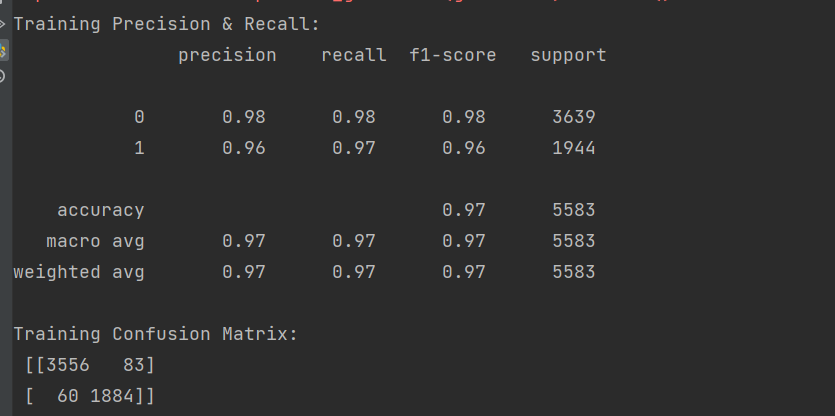 Training Precision & Recall:
precision recall f1-score support
0 0.98 0.98 0.98 3639
1 0.96 0.97 0.96 1944
accuracy 0.97 5583
macro avg 0.97 0.97 0.97 5583
weighted avg 0.97 0.97 0.97 5583
Training Confusion Matrix:
[[3556 83]
[ 60 1884]]